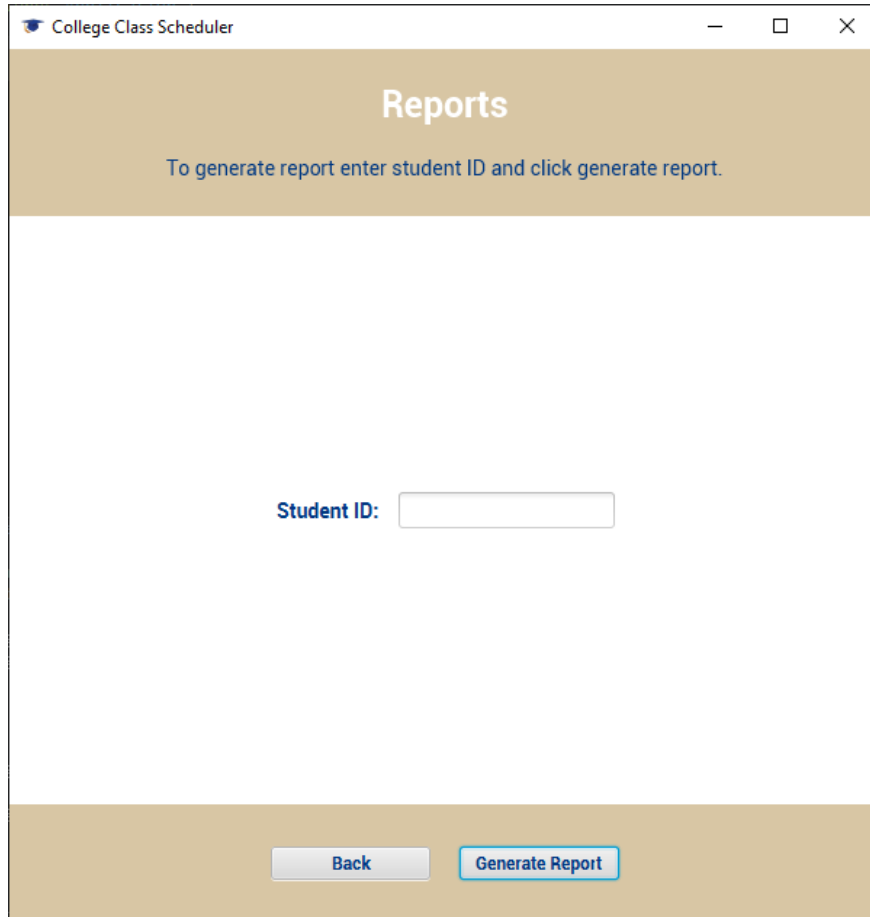 College Class Scheduler
Reports
To generate report enter student ID and click generate report.
Student ID:
Back Generate Report